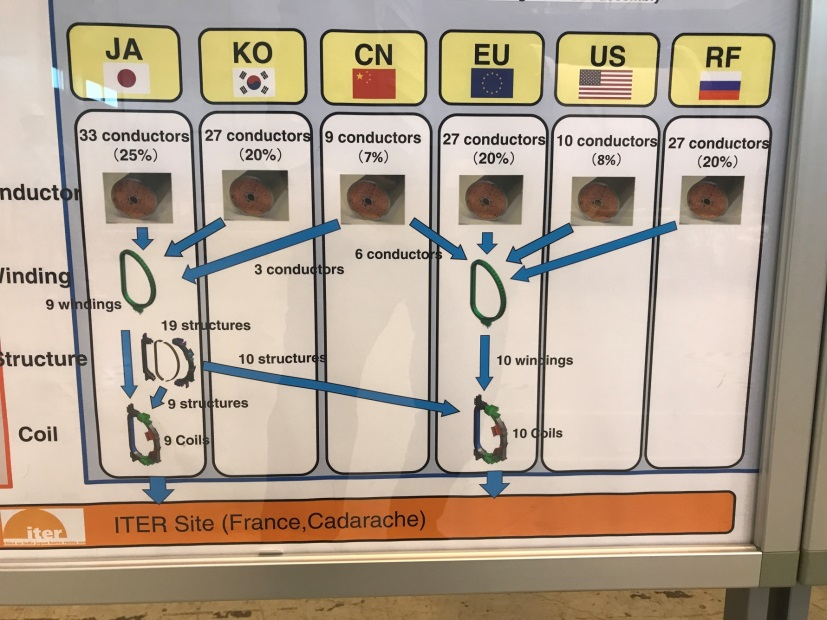 JA
KO
CN
EU
US
RF
33 conductors
(25%)
27 conductors
(20%)
9 conductors
(7%)
27 conductors
(20%)
10 conductors
(8%)
27 conductors
(20%)
nductor
6 conductors
3 conductors
Winding
9 windings
19 structures
Structure
10 structures
10 windings
9 structures
Coil
9 Coils
10 Coils
iter
ITER Site (France,Cadarache)